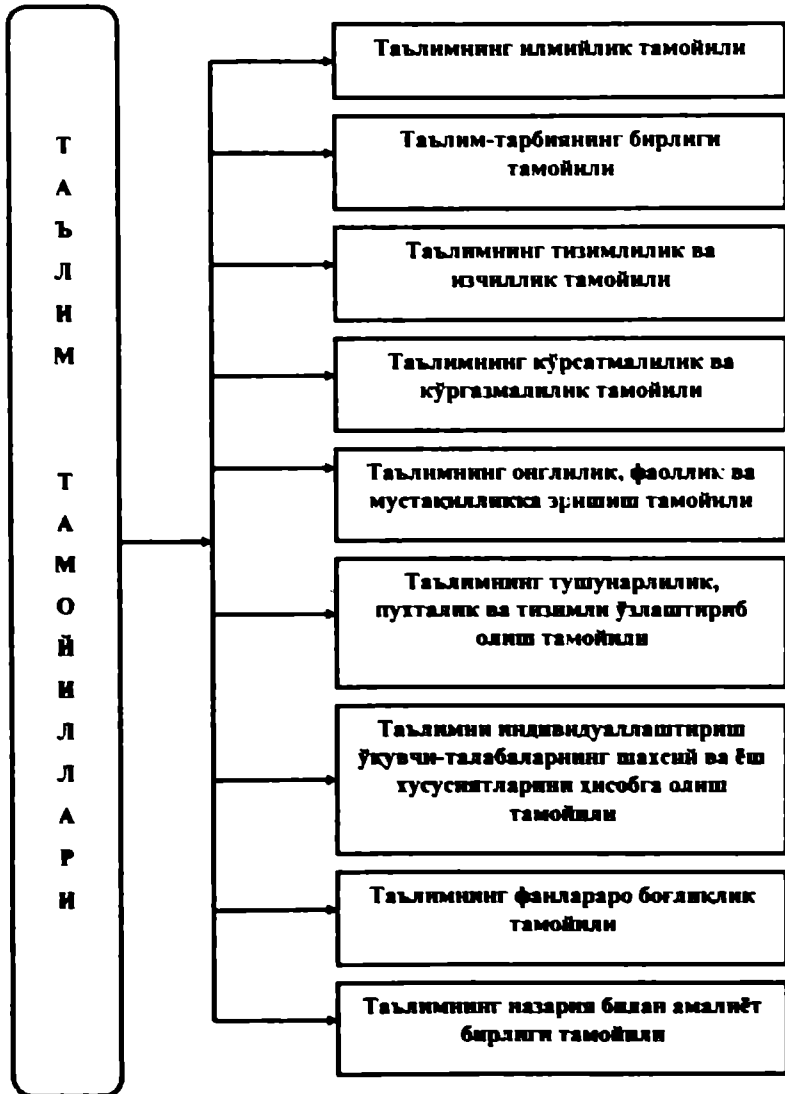 ТАЪЛИМ ТАМОЙИЛЛАРИ
Таълимнинг илмийлик тамойили
Таълим-тарбиянинг бирлиги
тамойили
Таълимнинг тизимлилик ва
изчиллик тамойили
Таълимнинг кўрсатмалилик ва
кўргазмалилик тамойили
Таълимнинг онглилик, фаоллик ва
мустақилликка эришиш тамойили
Таълимнинг тушунарлилик,
пухталик ва тизимли ўзлаштириб
олиш тамойили
Таълимни индивидуаллаштириш
ўқувчи-талабаларнинг шахсий ва ёш
хусусиятларини ҳисобга олиш
тамойили
Таълимнинг фанлараро боғлиқлик
тамойили
Таълимнинг назария билан амалиёт
бирлиги тамойили